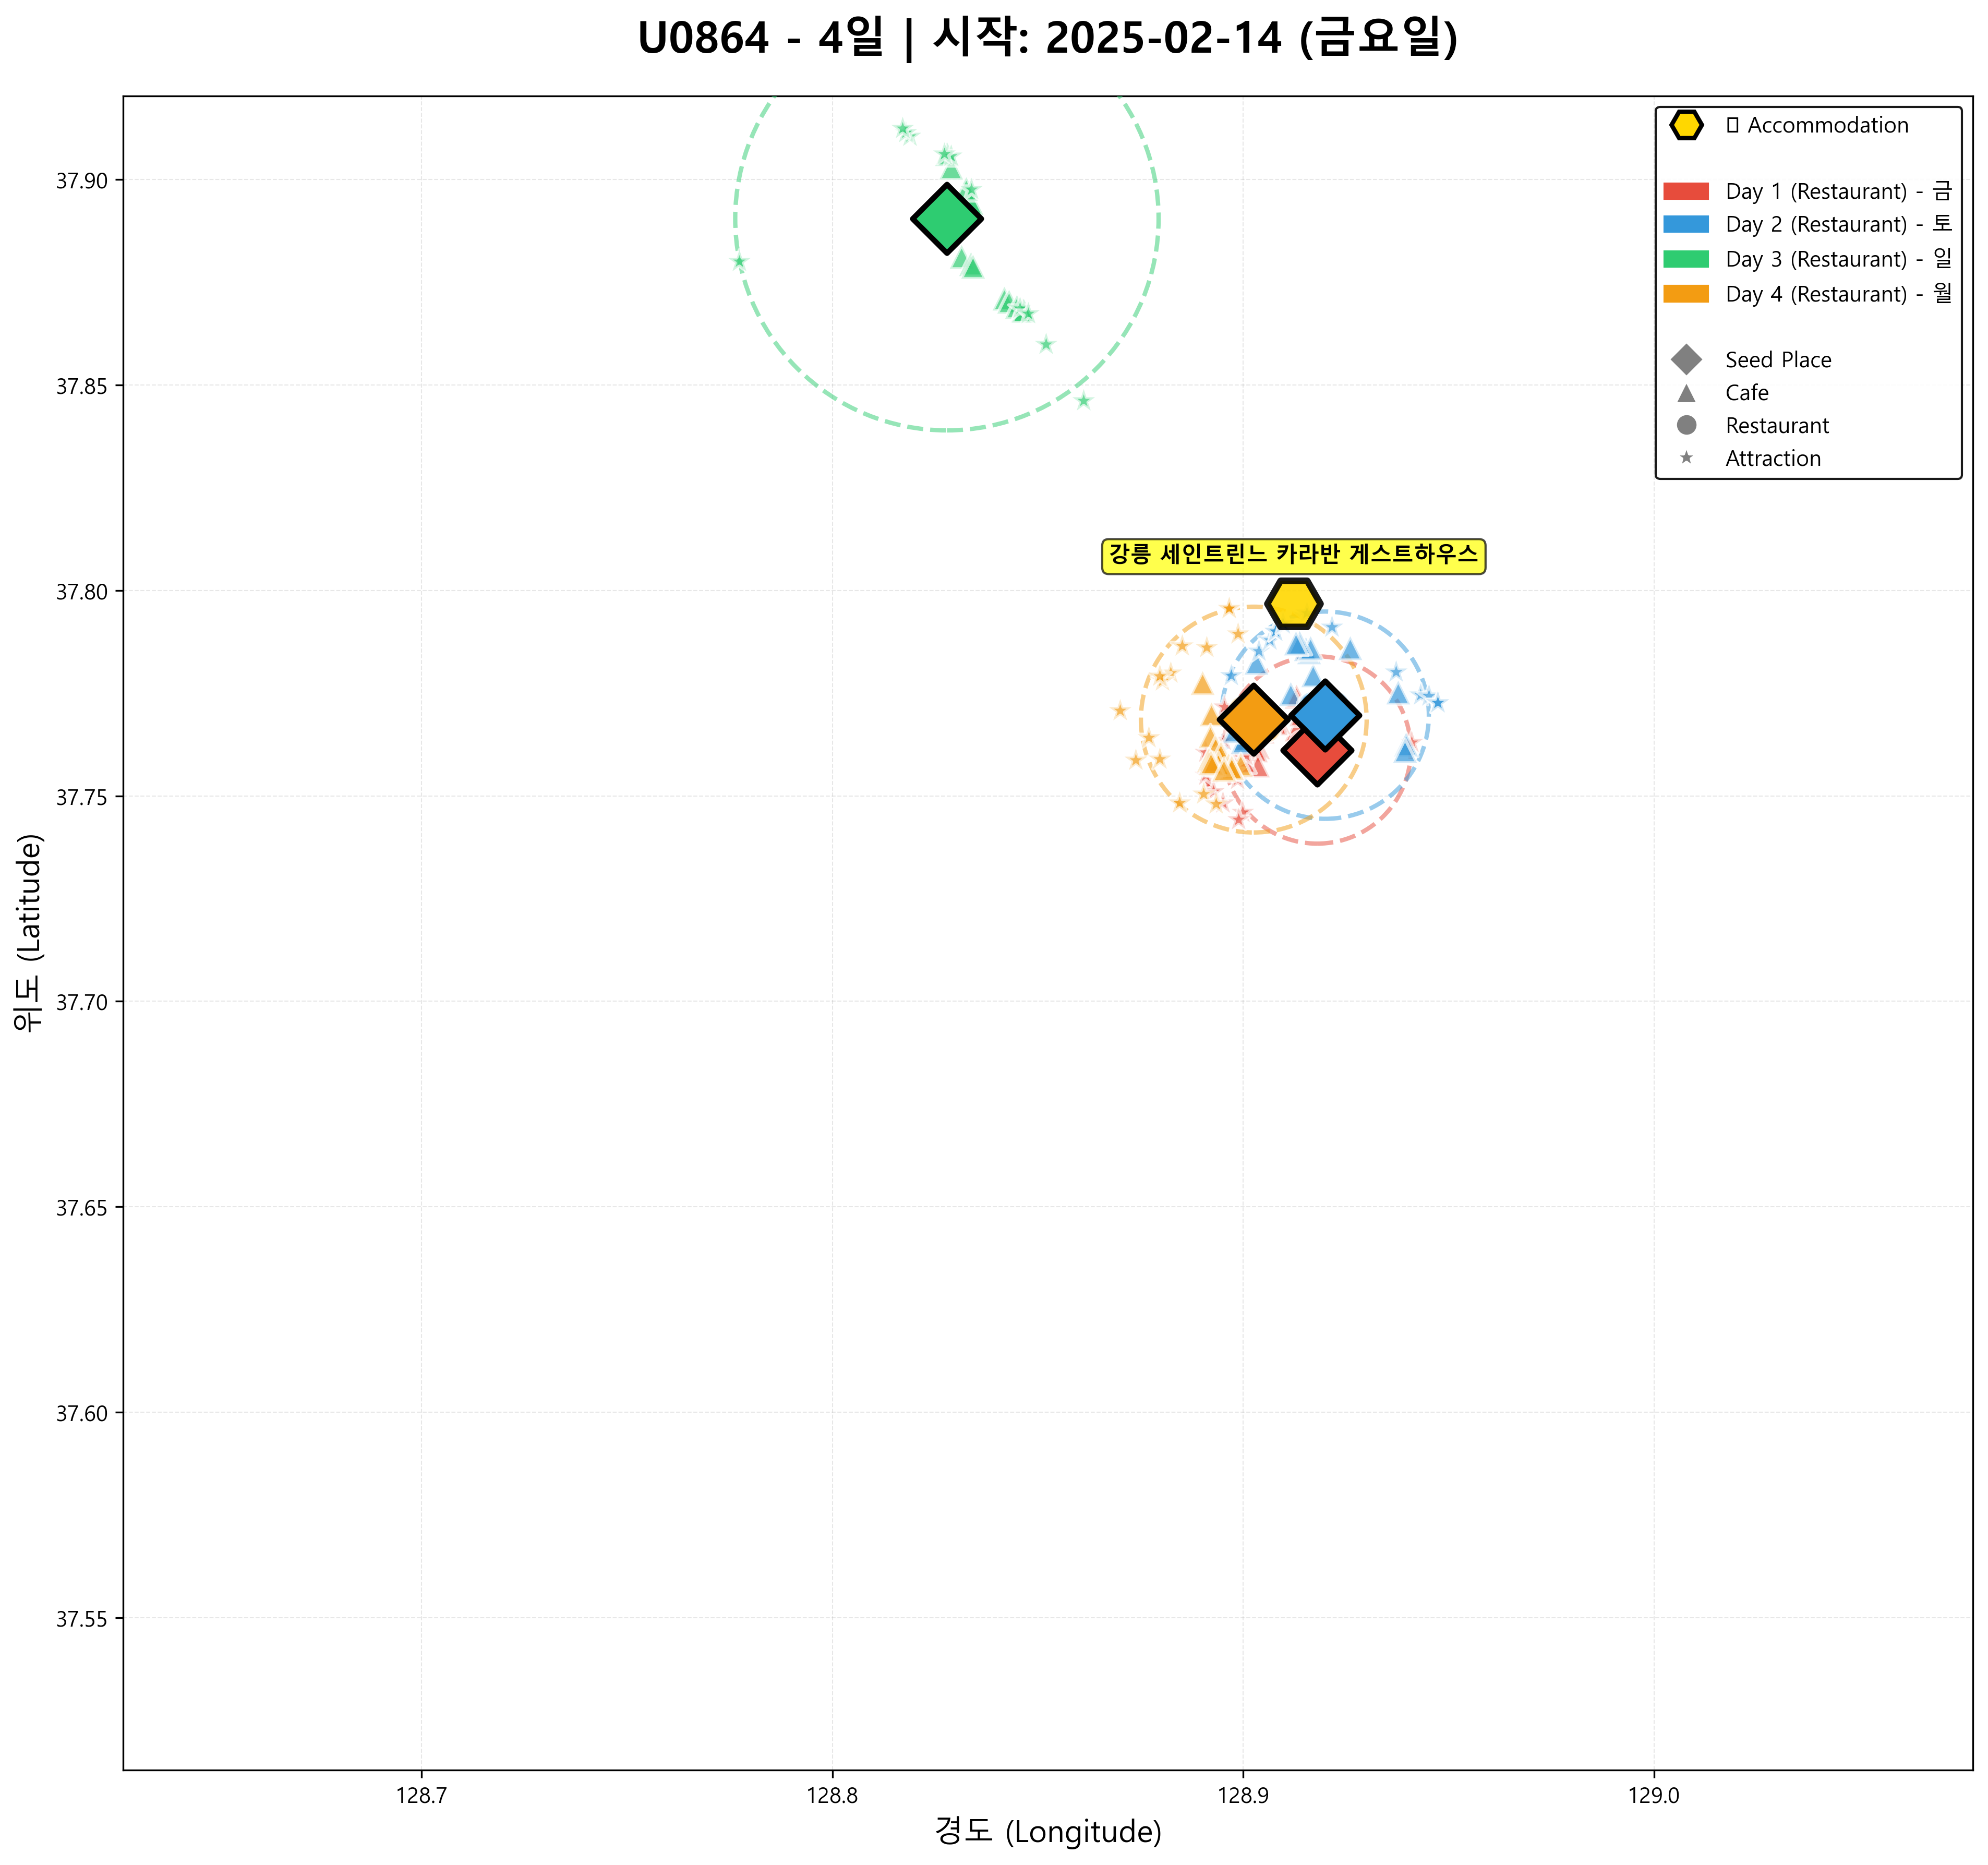 U0864 - 4일 | 시작: 2025-02-14 (금요일)
Accommodation
Day 1 (Restaurant) - 금
Day 2 (Restaurant) - 토
Day 3 (Restaurant) - 일
Day 4 (Restaurant) - 월
Seed Place
Cafe
Restaurant
Attraction
강릉 세인트린느 카라반 게스트하우스
위도 (Latitude)
37.90
37.85
37.80
37.75
37.70
37.65
37.60
37.55
128.7
128.8
128.9
129.0
경도 (Longitude)